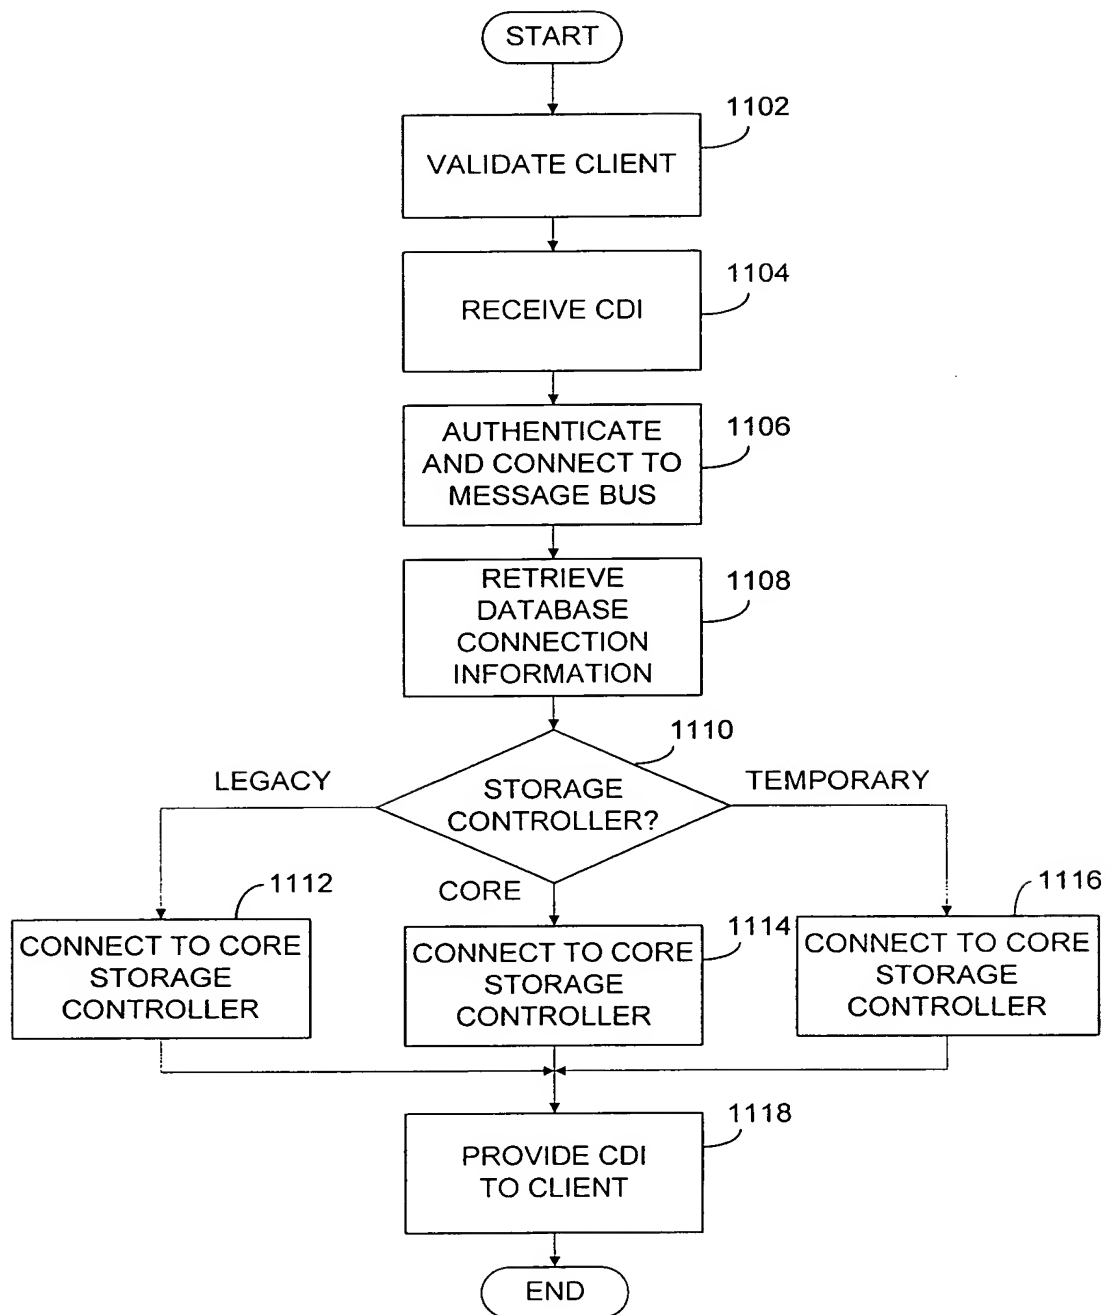 START
1102
VALIDATE CLIENT
1104
RECEIVE CDI
1106
AUTHENTICATE
AND CONNECT TO
MESSAGE BUS
1108
RETRIEVE
DATABASE
CONNECTION
INFORMATION
1110
LEGACY
STORAGE
CONTROLLER?
TEMPORARY
CORE
1112
CONNECT TO CORE
STORAGE
CONTROLLER
1114
CONNECT TO CORE
STORAGE
CONTROLLER
1116
CONNECT TO CORE
STORAGE
CONTROLLER
1118
PROVIDE CDI
TO CLIENT
END